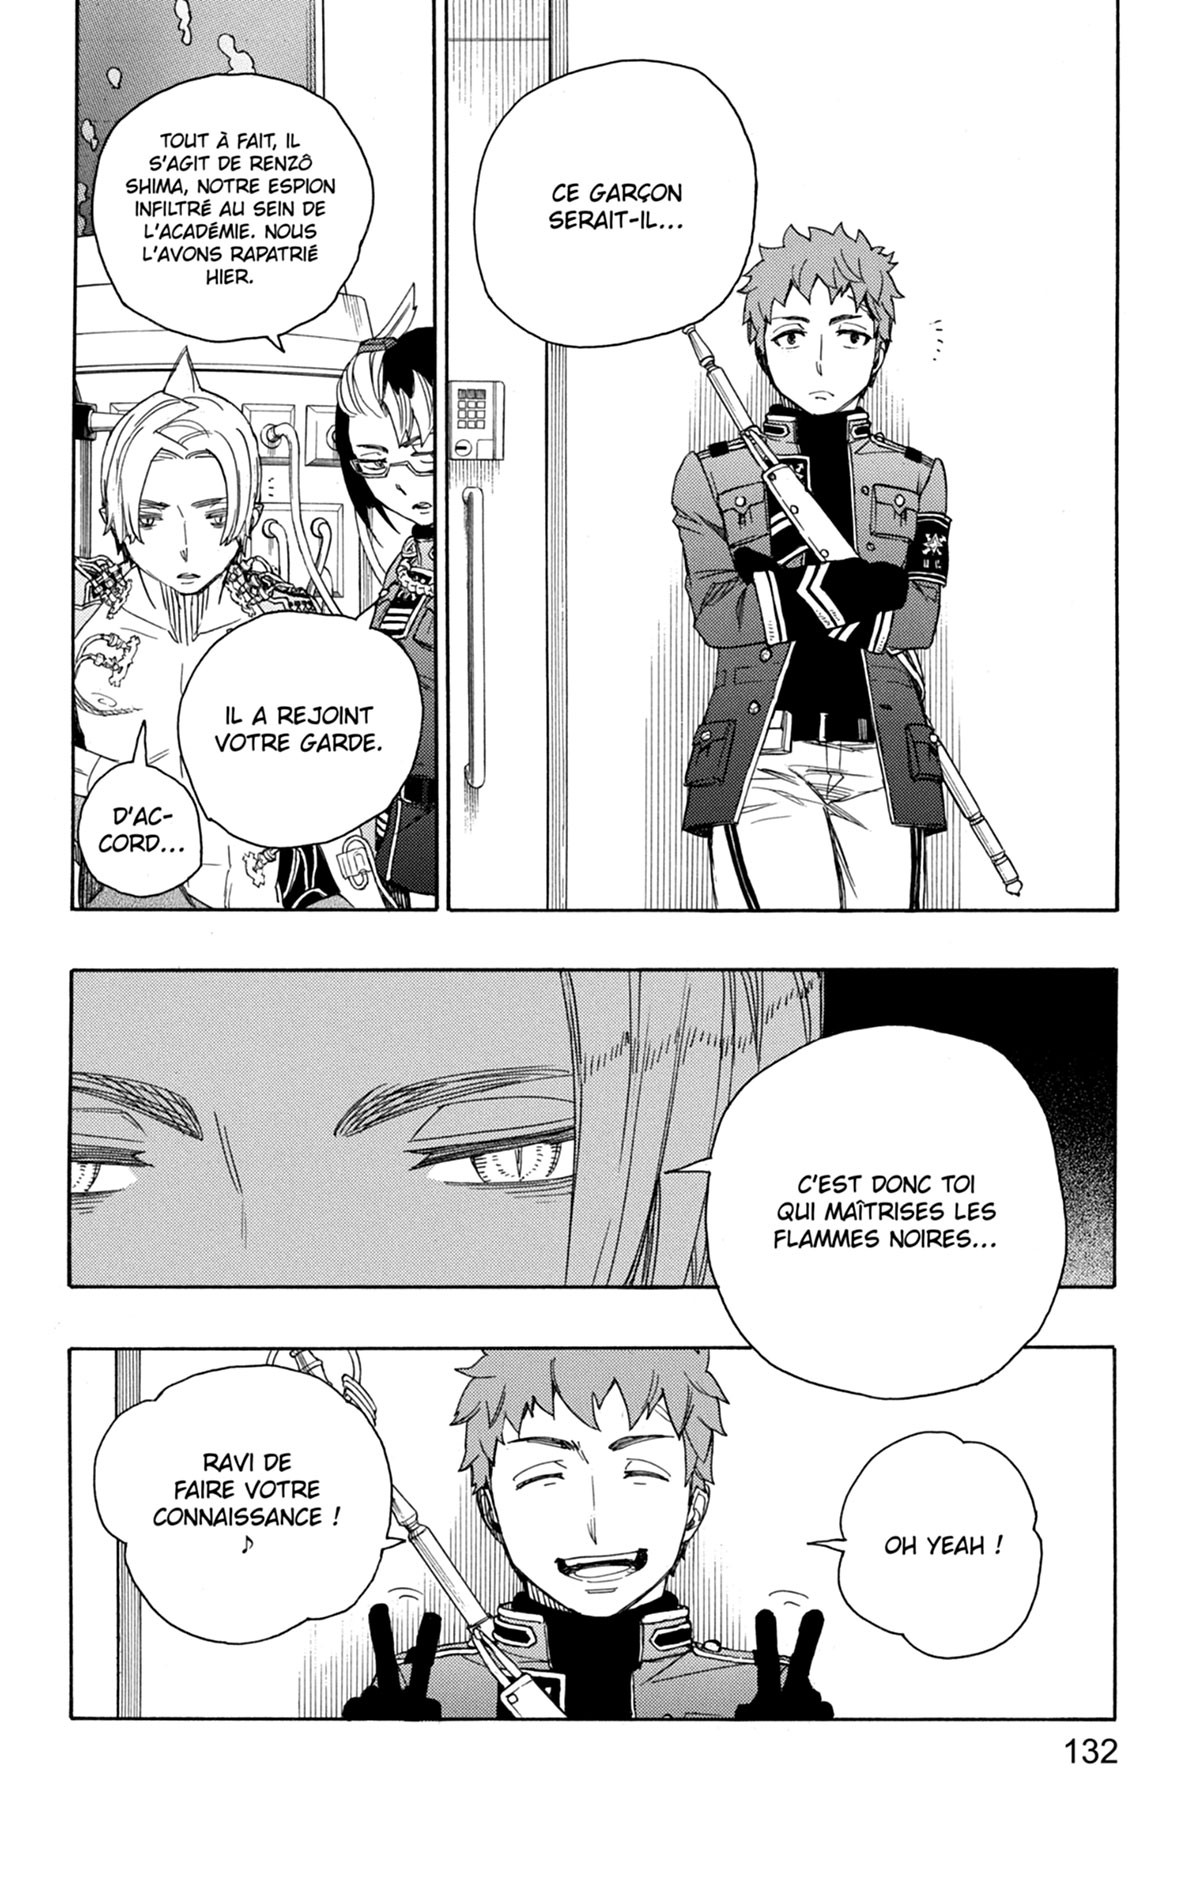 CE GARÇON
SERAIT-IL...
TOUT À FAIT, IL
S'AGIT DE RENZÔ
SHIMA, NOTRE ESPION
INFILTRÉ AU SEIN DE
L'ACADÉMIE. NOUS
L'AVONS RAPATRIÉ
HIER.
IL A REJOINT
VOTRE GARDE.
D'AC-
CORD...
C'EST DONC TOI
QUI MAÎTRISES LES
FLAMMES NOIRES...
OH YEAH !
RAVI DE
FAIRE VOTRE
CONNAISSANCE !
♪
132